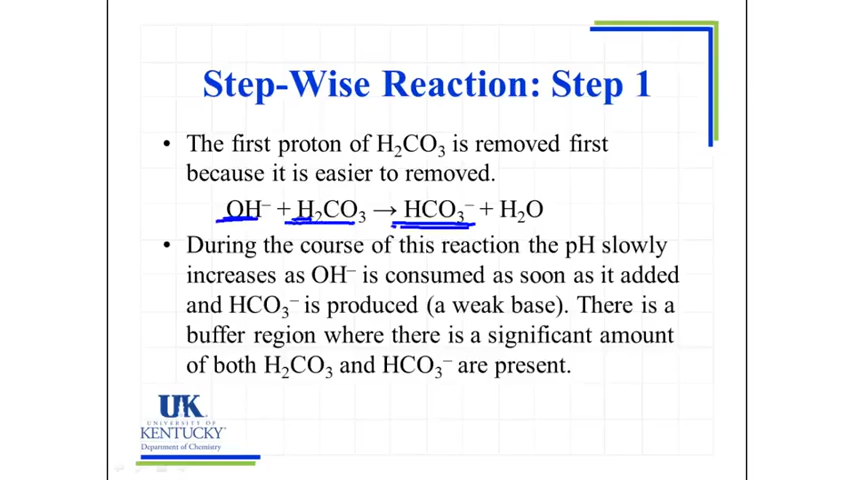 Step-Wise Reaction: Step 1
• The first proton of H₂CO₃ is removed first
because it is easier to removed.
OH⁻ + H₂CO₃ → HCO₃⁻ + H₂O
• During the course of this reaction the pH slowly
increases as OH⁻ is consumed as soon as it added
and HCO₃⁻ is produced (a weak base). There is a
buffer region where there is a significant amount
of both H₂CO₃ and HCO₃⁻ are present.
UK
UNIVERSITY OF
KENTUCKY
Department of Chemistry